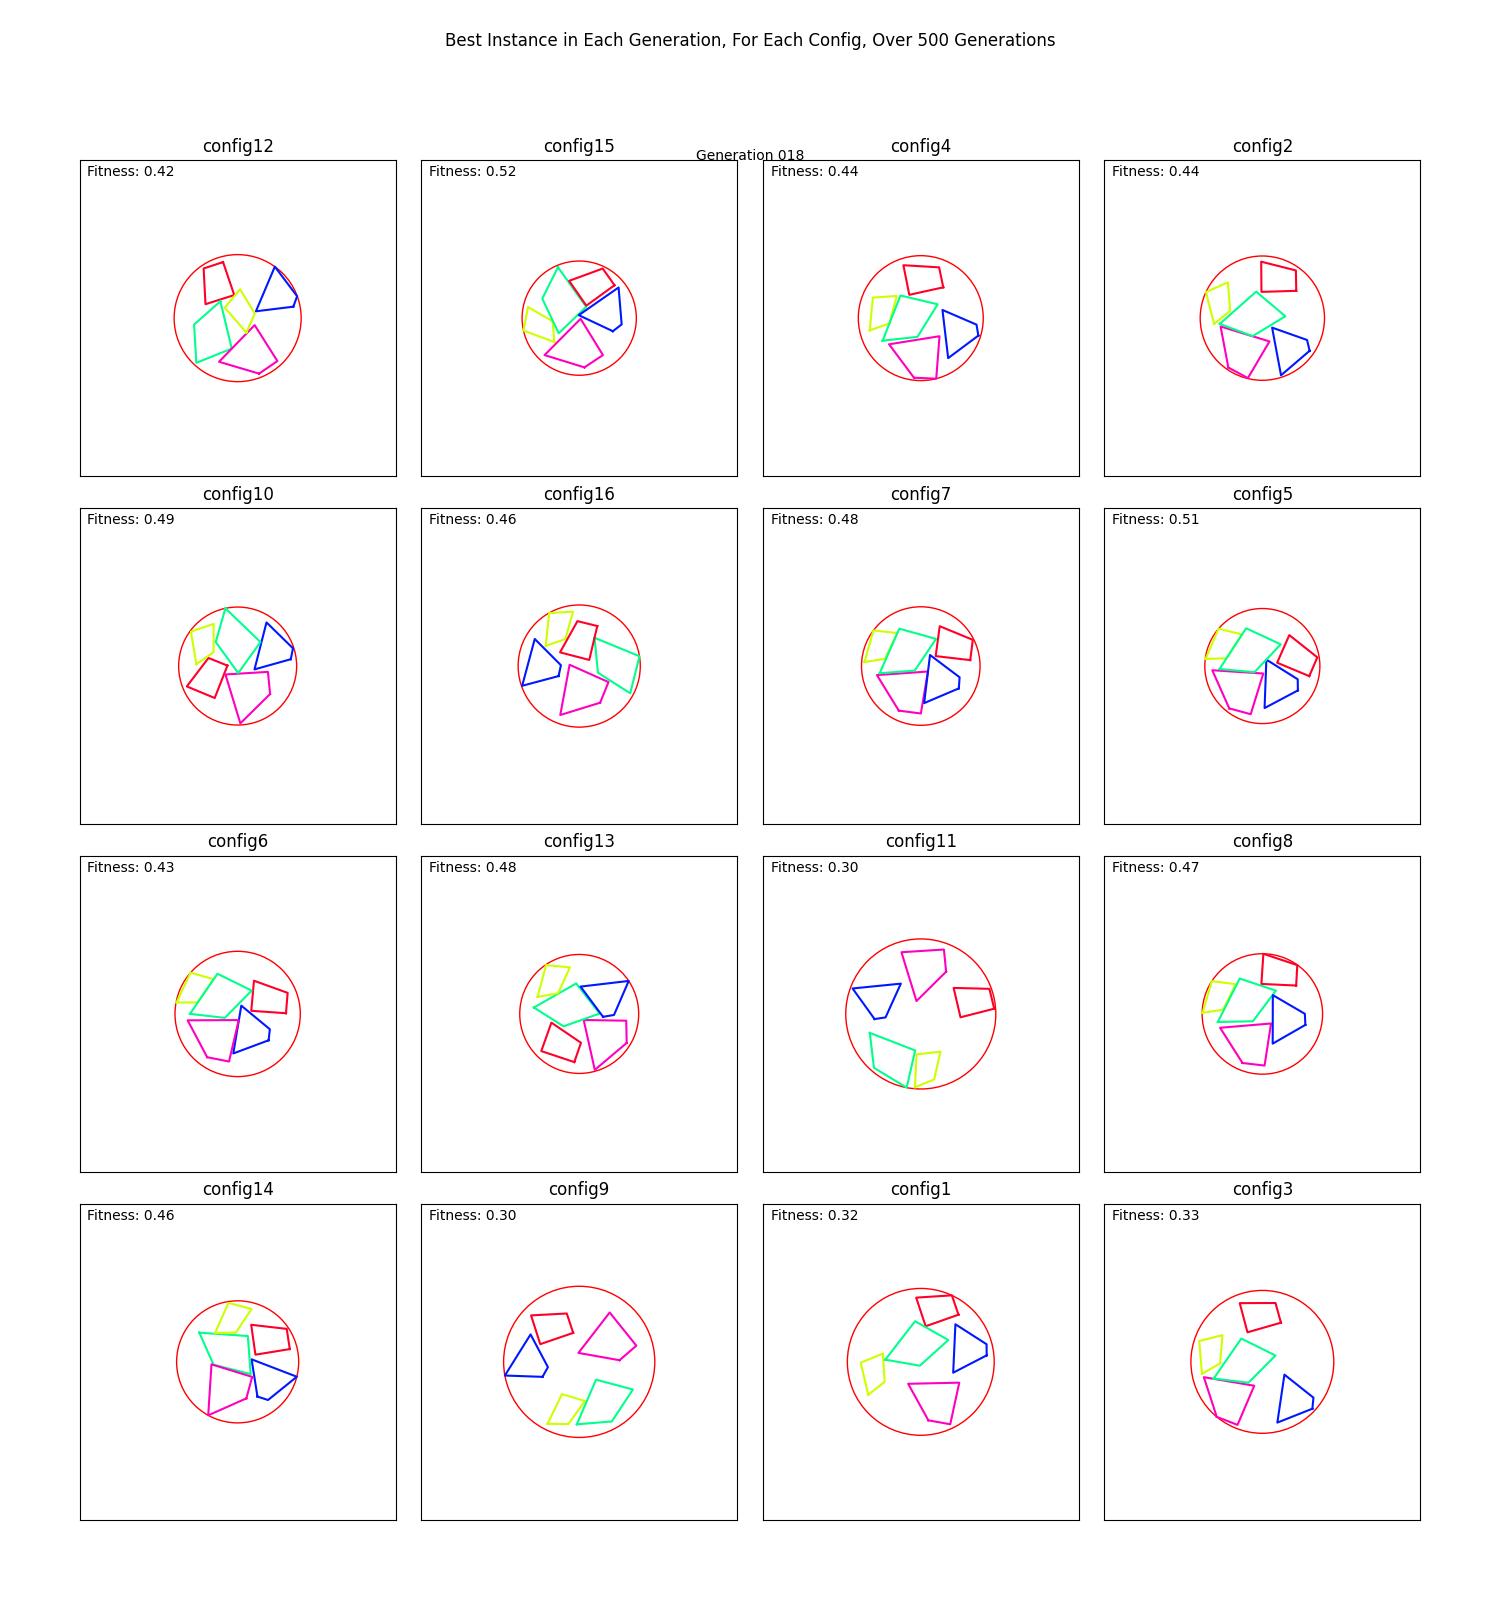 Best Instance in Each Generation, For Each Config, Over 500 Generations
Generation 018
config12
Fitness: 0.42
config15
Fitness: 0.52
config4
Fitness: 0.44
config2
Fitness: 0.44
config10
Fitness: 0.49
config16
Fitness: 0.46
config7
Fitness: 0.48
config5
Fitness: 0.51
config6
Fitness: 0.43
config13
Fitness: 0.48
config11
Fitness: 0.30
config8
Fitness: 0.47
config14
Fitness: 0.46
config9
Fitness: 0.30
config1
Fitness: 0.32
config3
Fitness: 0.33